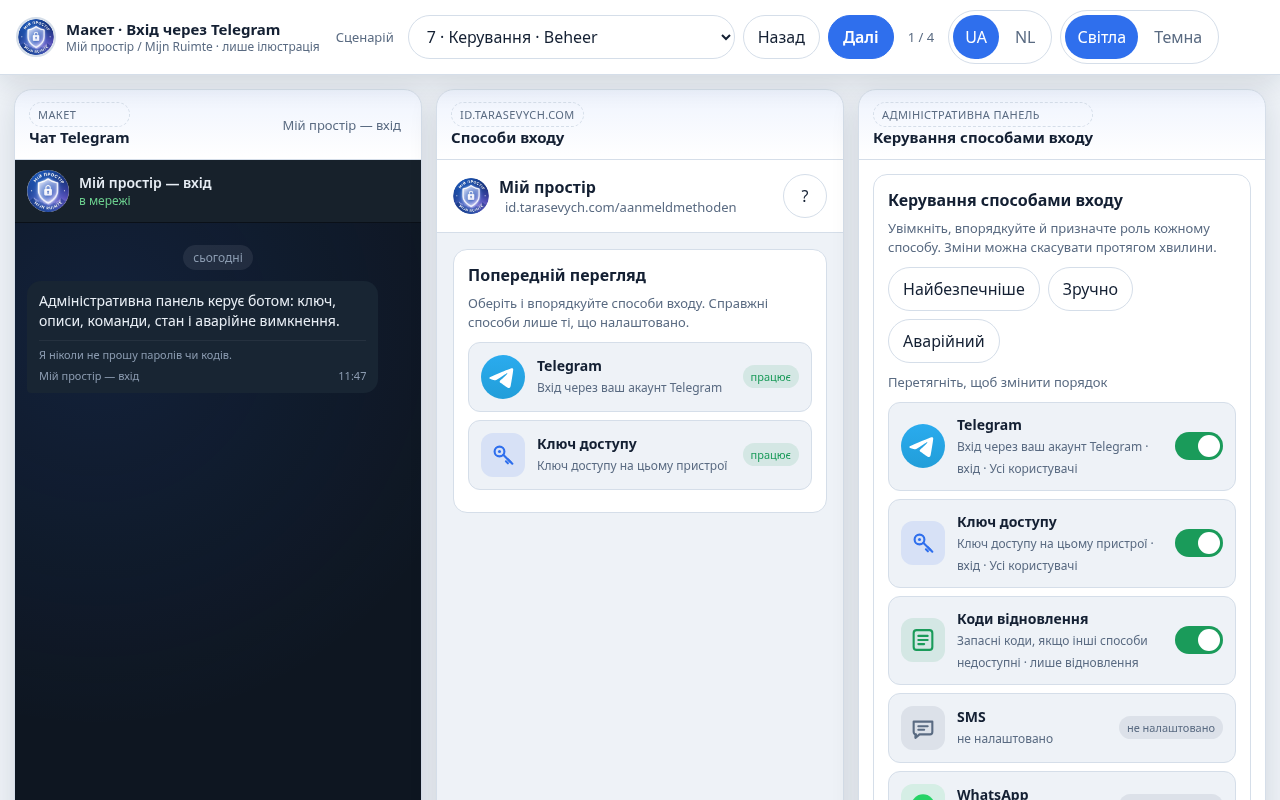 Макет · Вхід через Telegram
Мій простір / Mijn Ruimte · лише ілюстрація
Сценарій
7 · Керування · Beheer
Назад
Далі
1 / 4
UA
NL
Світла
Темна
МАКЕТ
Чат Telegram
Мій простір — вхід
Мій простір — вхід
в мережі
сьогодні
Адміністративна панель керує ботом: ключ,
описи, команди, стан і аварійне вимкнення.
Я ніколи не прошу паролів чи кодів.
Мій простір — вхід
11:47
ID.TARASEVYCH.COM
Способи входу
Мій простір
id.tarasevych.com/aanmeldmethoden
?
Попередній перегляд
Оберіть і впорядкуйте способи входу. Справжні
способи лише ті, що налаштовано.
Telegram
Вхід через ваш акаунт Telegram
працює
Ключ доступу
Ключ доступу на цьому пристрої
працює
АДМІНІСТРАТИВНА ПАНЕЛЬ
Керування способами входу
Керування способами входу
Увімкніть, впорядкуйте й призначте роль кожному
способу. Зміни можна скасувати протягом хвилини.
Найбезпечніше
Зручно
Аварійний
Перетягніть, щоб змінити порядок
Telegram
Вхід через ваш акаунт Telegram ·
вхід · Усі користувачі
Ключ доступу
Ключ доступу на цьому пристрої ·
вхід · Усі користувачі
Коди відновлення
Запасні коди, якщо інші способи
недоступні · лише відновлення
SMS
не налаштовано
не налаштовано
WhatsApp